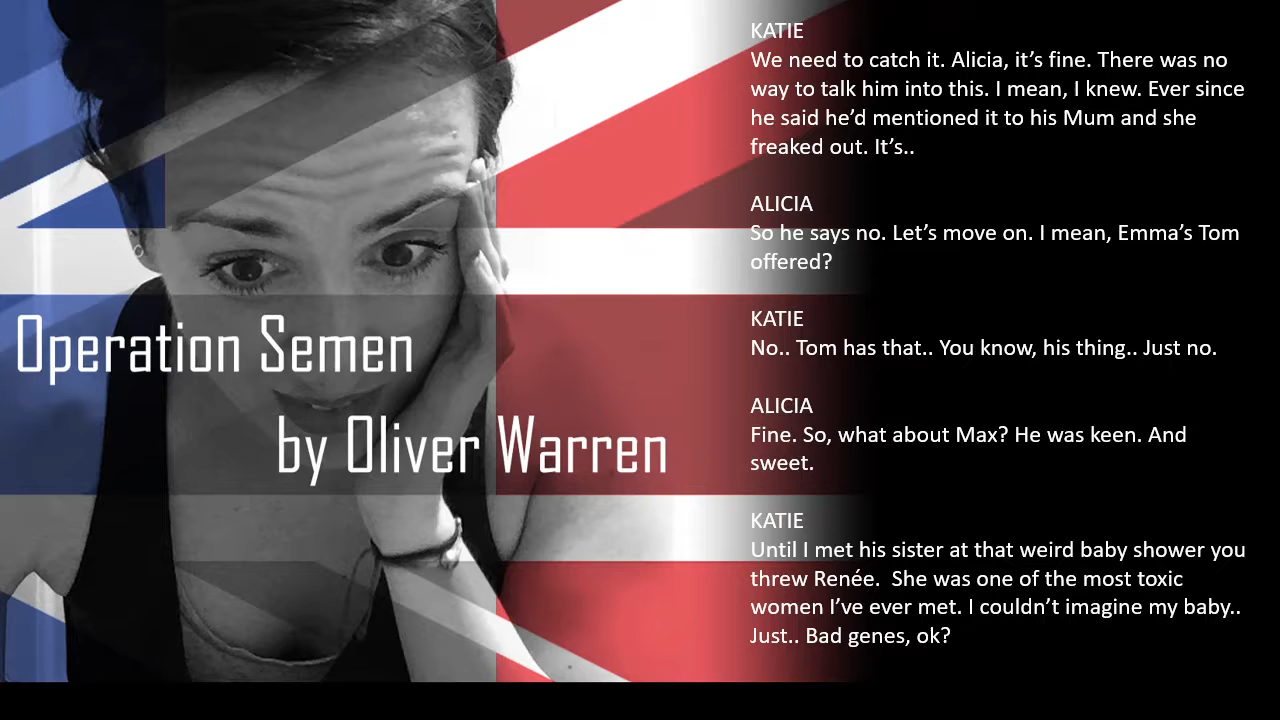 Operation Semen
by Oliver Warren
KATIE
We need to catch it. Alicia, it’s fine. There was no
way to talk him into this. I mean, I knew. Ever since
he said he’d mentioned it to his Mum and she
freaked out. It’s..
ALICIA
So he says no. Let’s move on. I mean, Emma’s Tom
offered?
KATIE
No.. Tom has that.. You know, his thing.. Just no.
ALICIA
Fine. So, what about Max? He was keen. And
sweet.
KATIE
Until I met his sister at that weird baby shower you
threw Renée.  She was one of the most toxic
women I’ve ever met. I couldn’t imagine my baby..
Just.. Bad genes, ok?